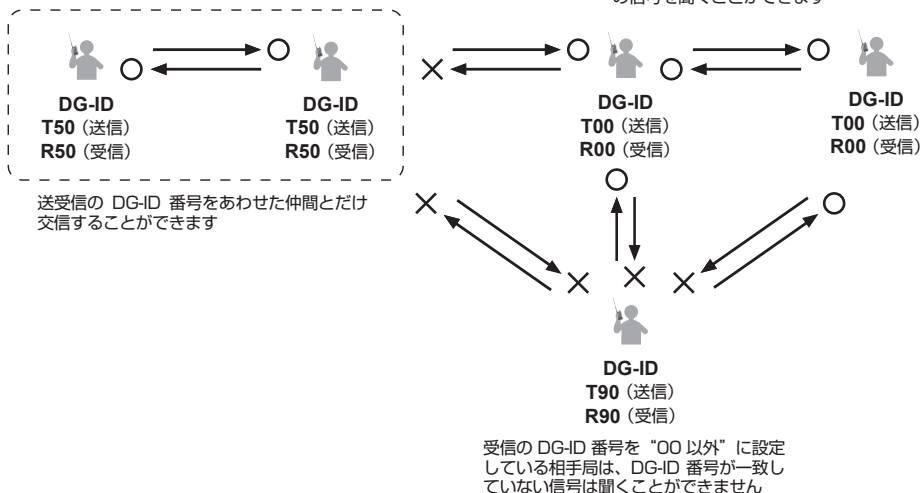 の信号を聞くことができます
DG-ID
T50（送信）
R50（受信）
DG-ID
T50（送信）
R50（受信）
DG-ID
T00（送信）
R00（受信）
DG-ID
T00（送信）
R00（受信）
送受信の DG-ID 番号をあわせた仲間とだけ
交信することができます
DG-ID
T90（送信）
R90（受信）
受信の DG-ID 番号を“00 以外”に設定
している相手局は、DG-ID 番号が一致し
ていない信号は聞くことができません